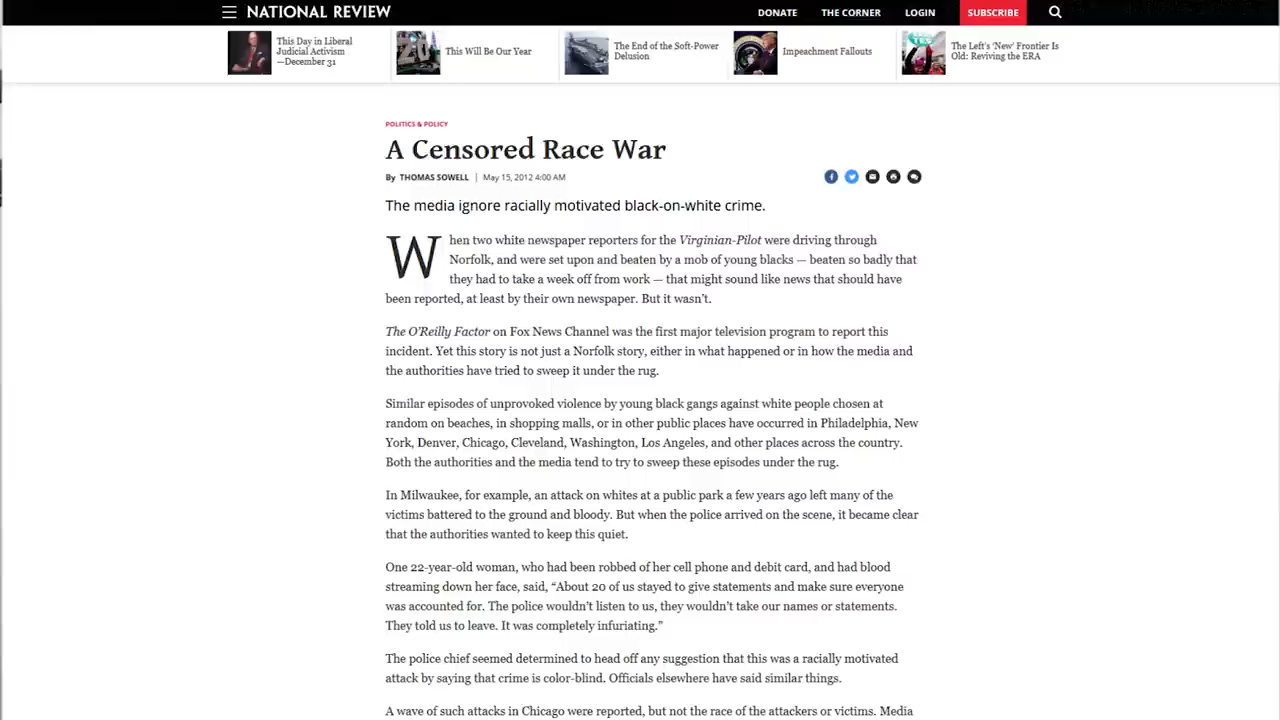 NATIONAL REVIEW
DONATE THE CORNER LOGIN SUBSCRIBE
This Day in Liberal
Judicial Activism
—December 31
This Will Be Our Year
The End of the Soft-Power
Delusion
Impeachment Fallouts
The Left's 'New' Frontier Is
Old: Reviving the ERA
POLITICS & POLICY
A Censored Race War
By THOMAS SOWELL | May 15, 2012 4:00 AM
The media ignore racially motivated black-on-white crime.
When two white newspaper reporters for the Virginian-Pilot were driving through
Norfolk, and were set upon and beaten by a mob of young blacks — beaten so badly that
they had to take a week off from work — that might sound like news that should have
been reported, at least by their own newspaper. But it wasn't.
The O'Reilly Factor on Fox News Channel was the first major television program to report this
incident. Yet this story is not just a Norfolk story, either in what happened or in how the media and
the authorities have tried to sweep it under the rug.
Similar episodes of unprovoked violence by young black gangs against white people chosen at
random on beaches, in shopping malls, or in other public places have occurred in Philadelphia, New
York, Denver, Chicago, Cleveland, Washington, Los Angeles, and other places across the country.
Both the authorities and the media tend to try to sweep these episodes under the rug.
In Milwaukee, for example, an attack on whites at a public park a few years ago left many of the
victims battered to the ground and bloody. But when the police arrived on the scene, it became clear
that the authorities wanted to keep this quiet.
One 22-year-old woman, who had been robbed of her cell phone and debit card, and had blood
streaming down her face, said, “About 20 of us stayed to give statements and make sure everyone
was accounted for. The police wouldn't listen to us, they wouldn't take our names or statements.
They told us to leave. It was completely infuriating.”
The police chief seemed determined to head off any suggestion that this was a racially motivated
attack by saying that crime is color-blind. Officials elsewhere have said similar things.
A wave of such attacks in Chicago were reported, but not the race of the attackers or victims. Media